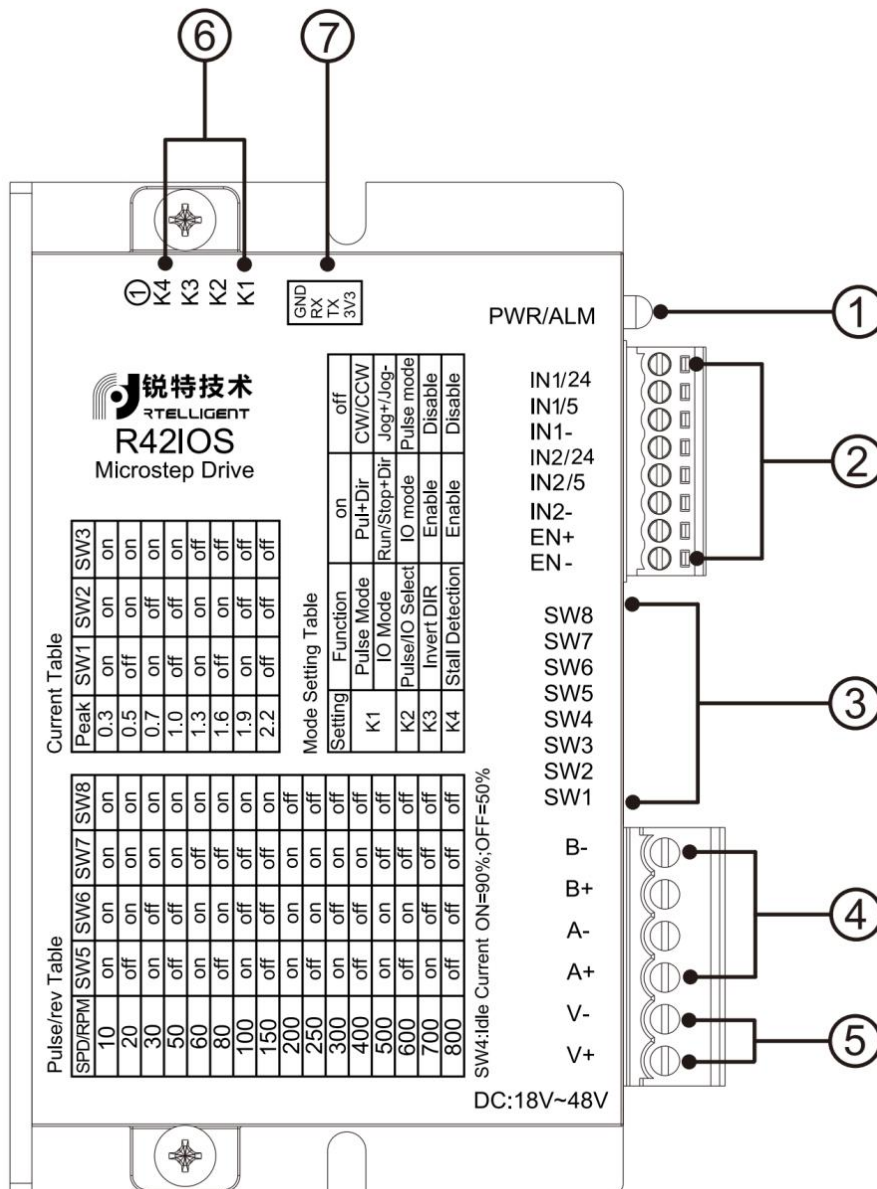 ⑥ ⑦
① K4 K3 K2 K1
GND
RX
TX
3V3
PWR/ALM
①
锐特技术
RTELLIGENT
R42IOS
Microstep Drive
IN1/24
IN1/5
IN1-
IN2/24
IN2/5
IN2-
EN+
EN-
②
SW8
SW7
SW6
SW5
SW4
SW3
SW2
SW1
③
B-
B+
A-
A+
④
V-
V+
⑤
DC:18V~48V
Current Table
Peak SW1 SW2 SW3
0.3 on on on
0.5 off on on
0.7 on off on
1.0 off off on
1.3 on on off
1.6 off on off
1.9 on off off
2.2 off off off
Mode Setting Table
Setting Function on off
K1 Pulse Mode Pul+Dir CW/CCW
IO Mode Run/Stop+Dir Jog+/Jog-
K2 Pulse/IO Select IO mode Pulse mode
K3 Invert DIR Enable Disable
K4 Stall Detection Enable Disable
Pulse/rev Table
SPD/RPM SW5 SW6 SW7 SW8
10 on on on on
20 off on on on
30 on off on on
50 off off on on
60 on on off on
80 off on off on
100 on off off on
150 off off off on
200 on on on off
250 off on on off
300 on off on off
400 off off on off
500 on on off off
600 off on off off
700 on off off off
800 off off off off
SW4:Idle Current ON=90%;OFF=50%